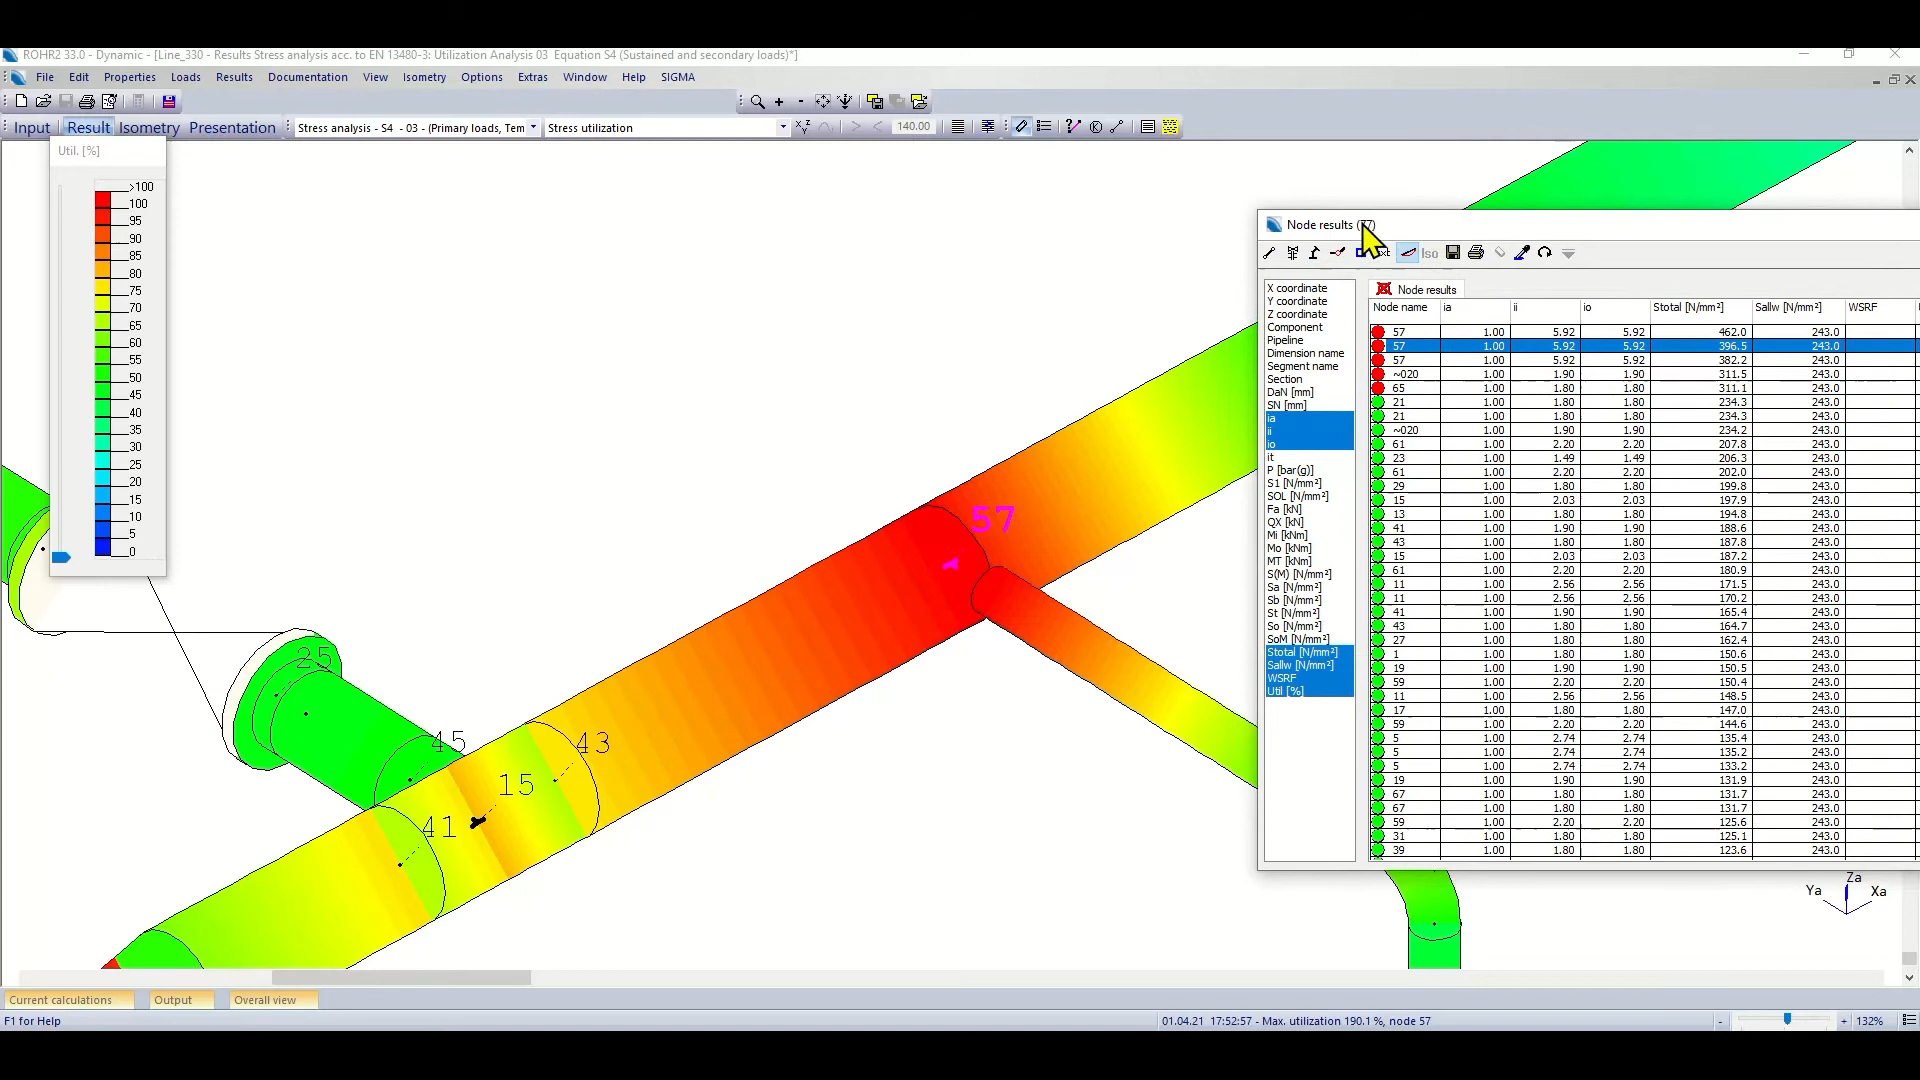 ROHR2 33.0 - Dynamic - [Line_330 - Results Stress analysis acc. to EN 13480-3: Utilization Analysis 03 Equation S4 (Sustained and secondary loads)*]
File Edit Properties Loads Results Documentation View Isometry Options Extras Window Help SIGMA
Input Result Isometry Presentation Stress analysis - S4 - 03 - (Primary loads, Tem Stress utilization 140.00
Util. [%]
>100
100
95
90
85
80
75
70
65
60
55
50
45
40
35
30
25
20
15
10
5
0
57
25
45
43
15
41
Node results
Iso
X coordinate
Y coordinate
Z coordinate
Component
Pipeline
Dimension name
Segment name
Section
DaN [mm]
SN [mm]
ia
ii
io
it
P [bar(g)]
S1 [N/mm²]
SOL [N/mm²]
Fa [kN]
QX [kN]
Mi [kNm]
Mo [kNm]
MT [kNm]
S(M) [N/mm²]
Sa [N/mm²]
Sb [N/mm²]
St [N/mm²]
So [N/mm²]
SoM [N/mm²]
Stotal [N/mm²]
Sallw [N/mm²]
WSRF
Util [%]
Node results
Node name ia ii io Stotal [N/mm²] Sallw [N/mm²] WSRF
57 1.00 5.92 5.92 462.0 243.0
57 1.00 5.92 5.92 396.5 243.0
57 1.00 5.92 5.92 382.2 243.0
~020 1.00 1.90 1.90 311.5 243.0
65 1.00 1.80 1.80 311.1 243.0
21 1.00 1.80 1.80 234.3 243.0
21 1.00 1.80 1.80 234.3 243.0
~020 1.00 1.90 1.90 234.2 243.0
61 1.00 2.20 2.20 207.8 243.0
23 1.00 1.49 1.49 206.3 243.0
61 1.00 2.20 2.20 202.0 243.0
29 1.00 1.80 1.80 199.8 243.0
15 1.00 2.03 2.03 197.9 243.0
13 1.00 1.80 1.80 194.8 243.0
41 1.00 1.90 1.90 188.6 243.0
43 1.00 1.80 1.80 187.8 243.0
15 1.00 2.03 2.03 187.2 243.0
61 1.00 2.20 2.20 180.9 243.0
11 1.00 2.56 2.56 171.5 243.0
11 1.00 2.56 2.56 170.2 243.0
41 1.00 1.90 1.90 165.4 243.0
43 1.00 1.80 1.80 164.7 243.0
27 1.00 1.80 1.80 162.4 243.0
1 1.00 1.80 1.80 150.6 243.0
19 1.00 1.90 1.90 150.5 243.0
59 1.00 2.20 2.20 150.4 243.0
11 1.00 2.56 2.56 148.5 243.0
17 1.00 1.80 1.80 147.0 243.0
59 1.00 2.20 2.20 144.6 243.0
5 1.00 2.74 2.74 135.4 243.0
5 1.00 2.74 2.74 135.2 243.0
5 1.00 2.74 2.74 133.2 243.0
19 1.00 1.90 1.90 131.9 243.0
67 1.00 1.80 1.80 131.7 243.0
67 1.00 1.80 1.80 131.7 243.0
59 1.00 2.20 2.20 125.6 243.0
31 1.00 1.80 1.80 125.1 243.0
39 1.00 1.80 1.80 123.6 243.0
Za
Ya Xa
Current calculations Output Overall view
F1 for Help 01.04.21 17:52:57 - Max. utilization 190.1 %, node 57 - + 132%